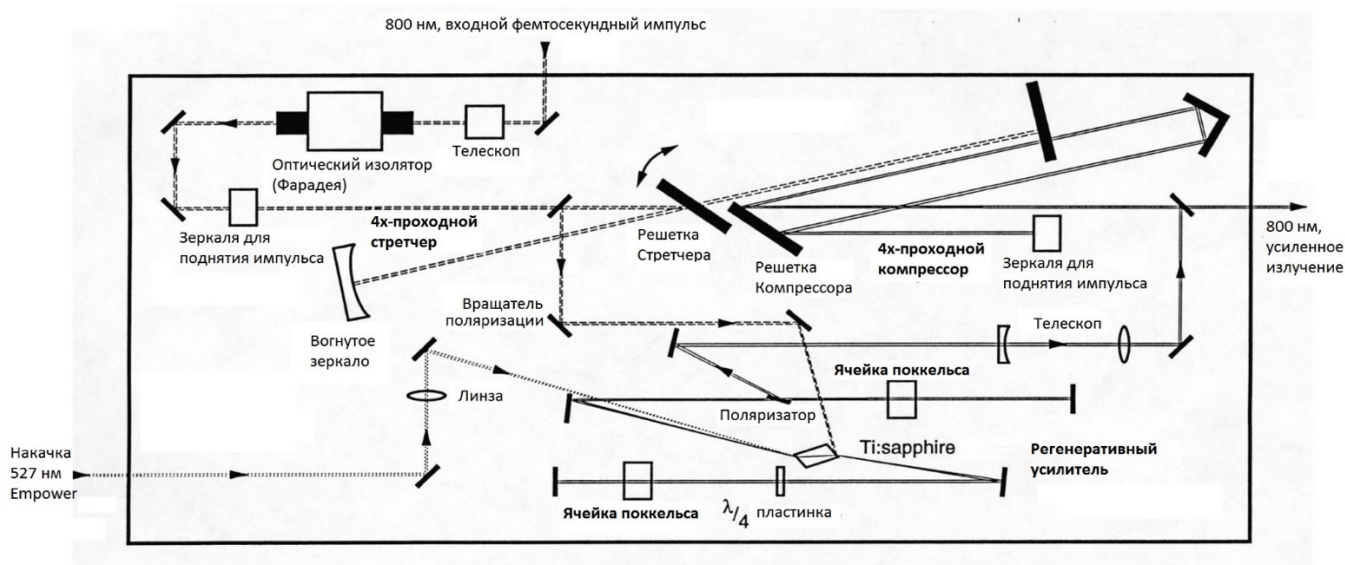 800 нм, входной фемтосекундный импульс
Оптический изолятор
(Фарадея)
Телескоп
Зеркаля для
поднятия импульса
4х-проходной
стретчер
Решетка
Стретчера
Решетка
Компрессора
4х-проходной
компрессор
Зеркаля для
поднятия импульса
800 нм,
усиленное
излучение
Вогнутое
зеркало
Вращатель
поляризации
Телескоп
Линза
Ячейка поккельса
Поляризатор
Ti:sapphire
Регенеративный
усилитель
Накачка
527 нм
Empower
Ячейка поккельса
λ/4 пластинка